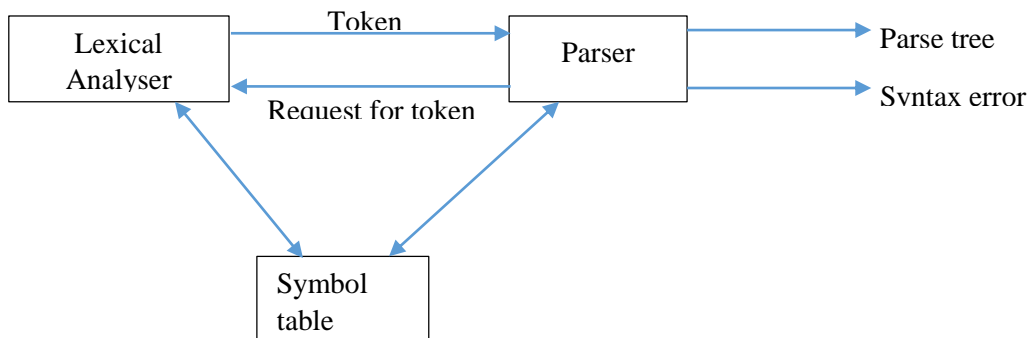 Token
Lexical
Analyser
Parser
Parse tree
Request for token
Syntax error
Symbol
table